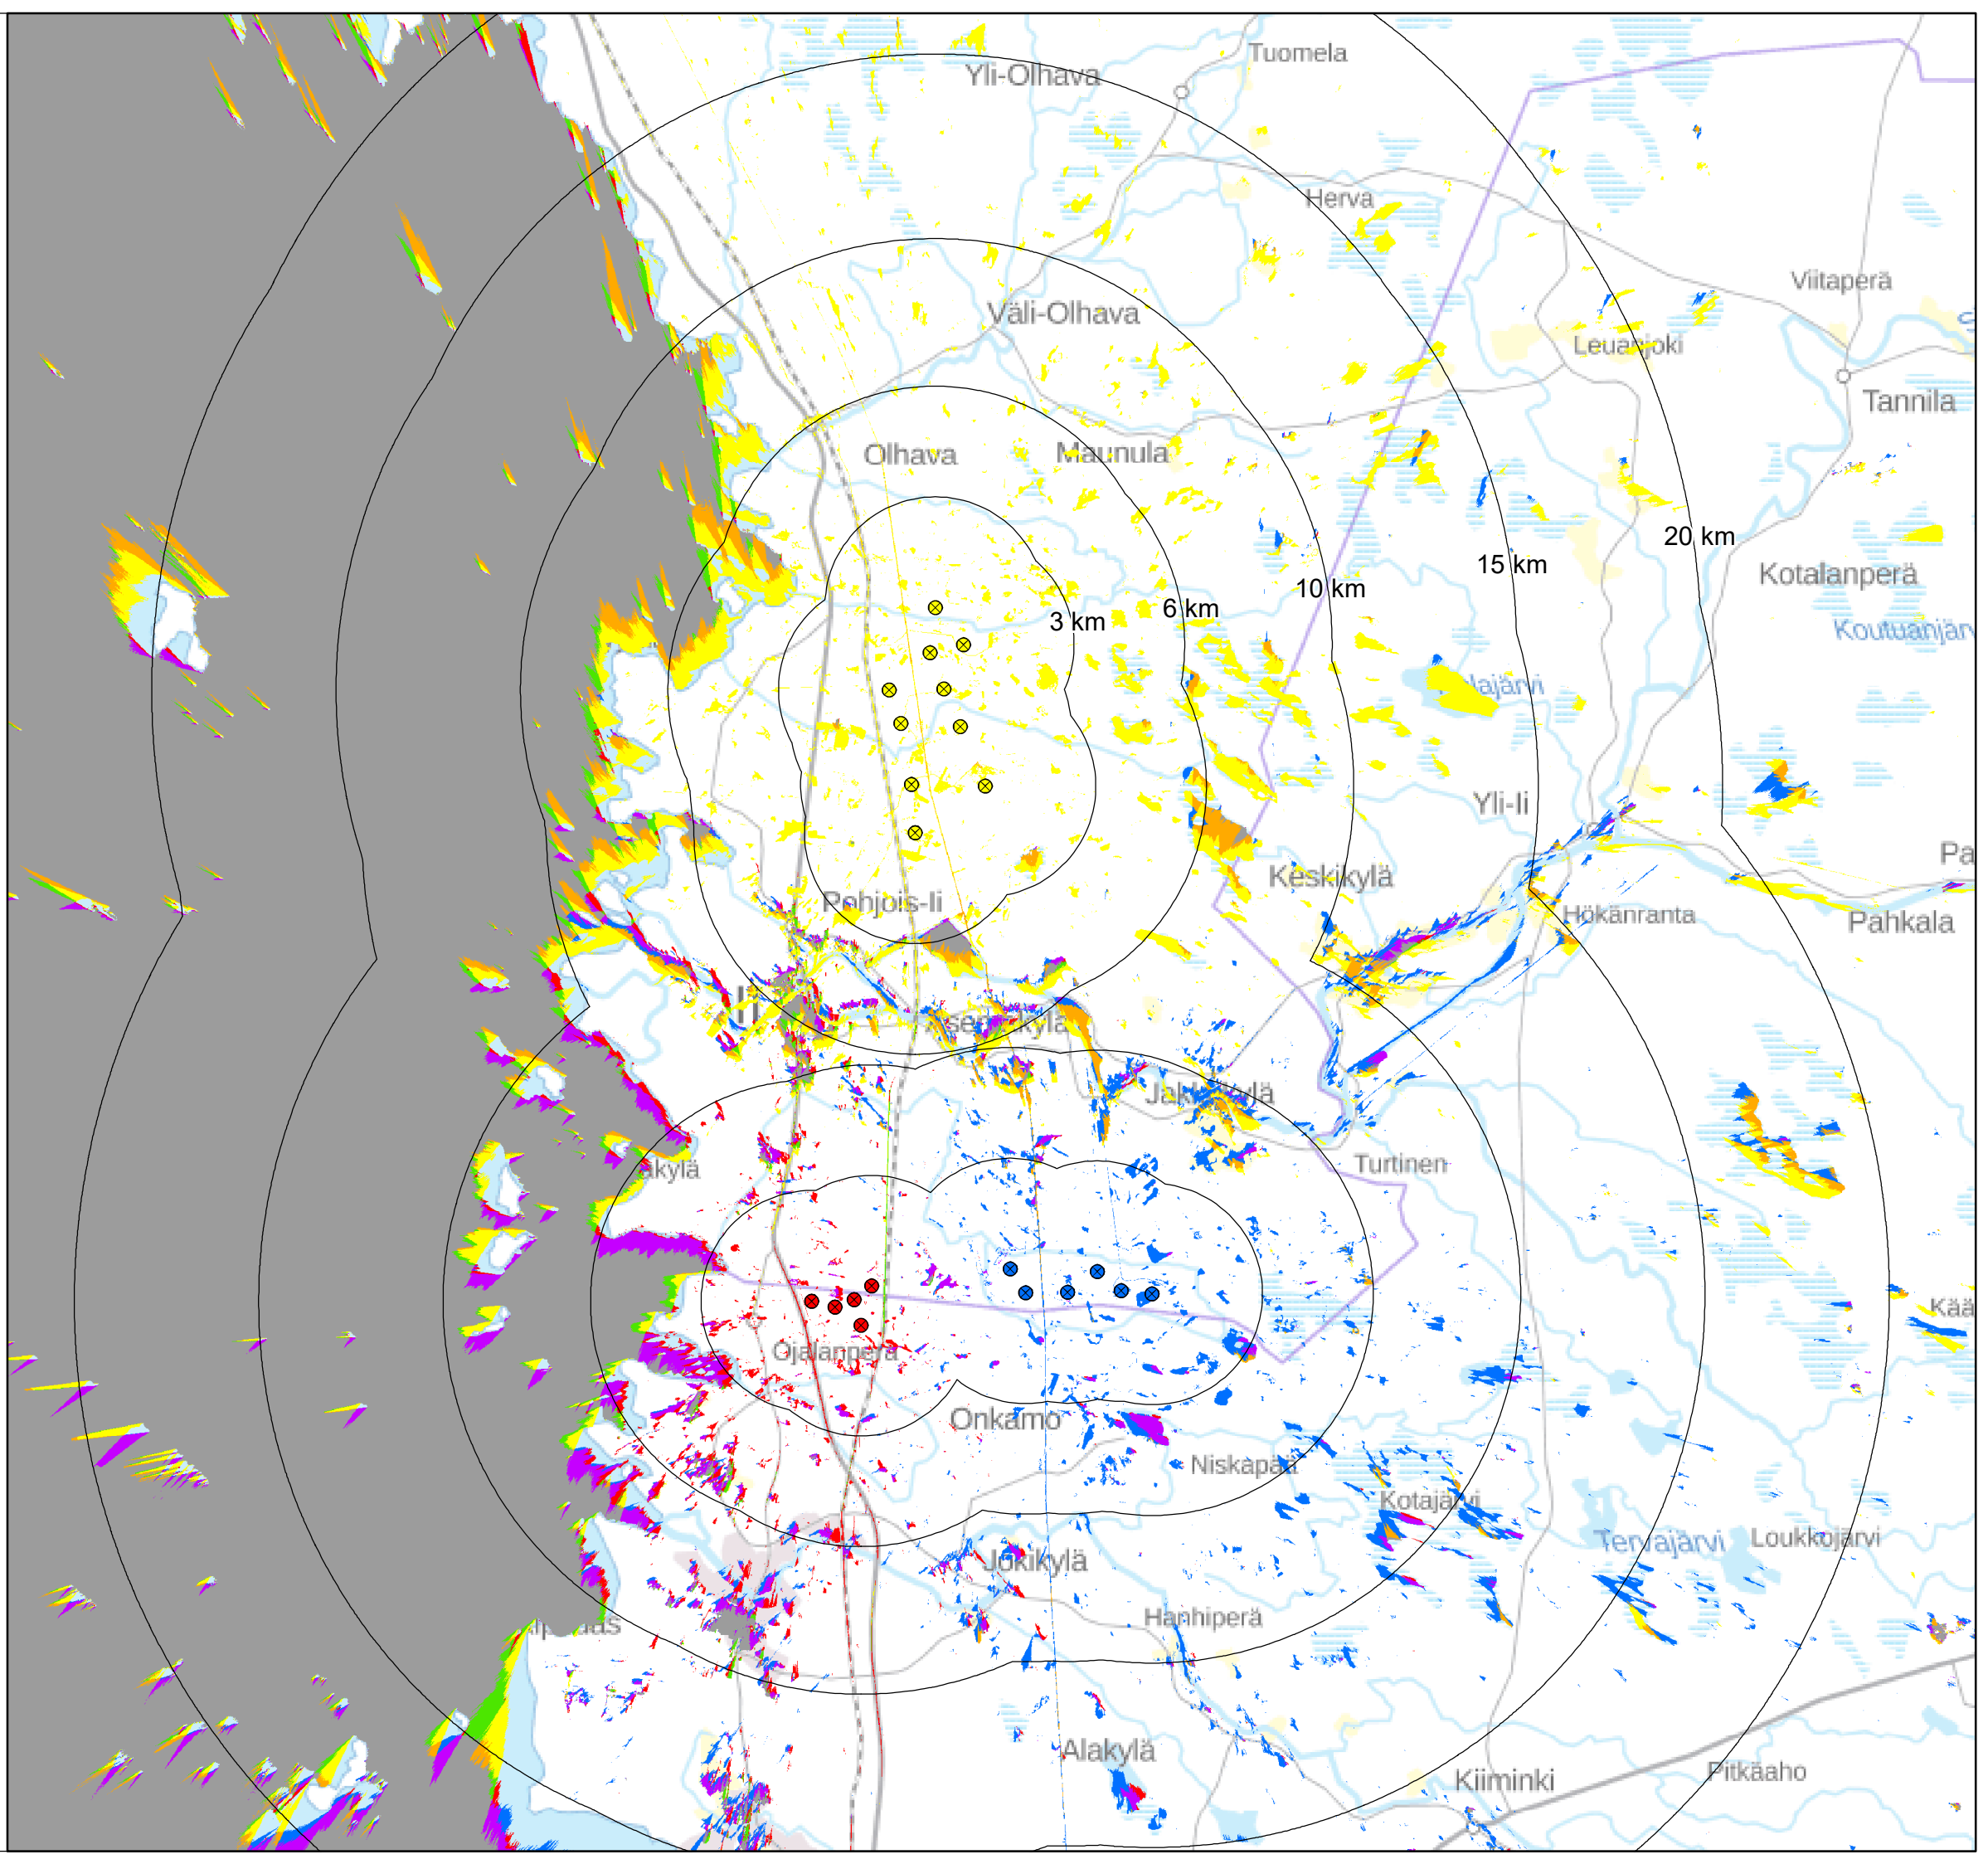 Tuomela
Yli-Olhava
Herva
Viitaperä
Väli-Olhava
Leuanjoki
Tannila
Olhava
Maunula
20 km
15 km
Kotalanperä
10 km
6 km
3 km
Yli-Ii
Keskikylä
Pohjois-Ii
Hökänranta
Pahkala
Ii
Turtinen
Ojalanperä
Onkamo
Niskapää
Kotajärvi
Tervajärvi
Loukkojärvi
Jokikylä
Hanhiperä
Alakylä
Pitkäaho
Kiiminki